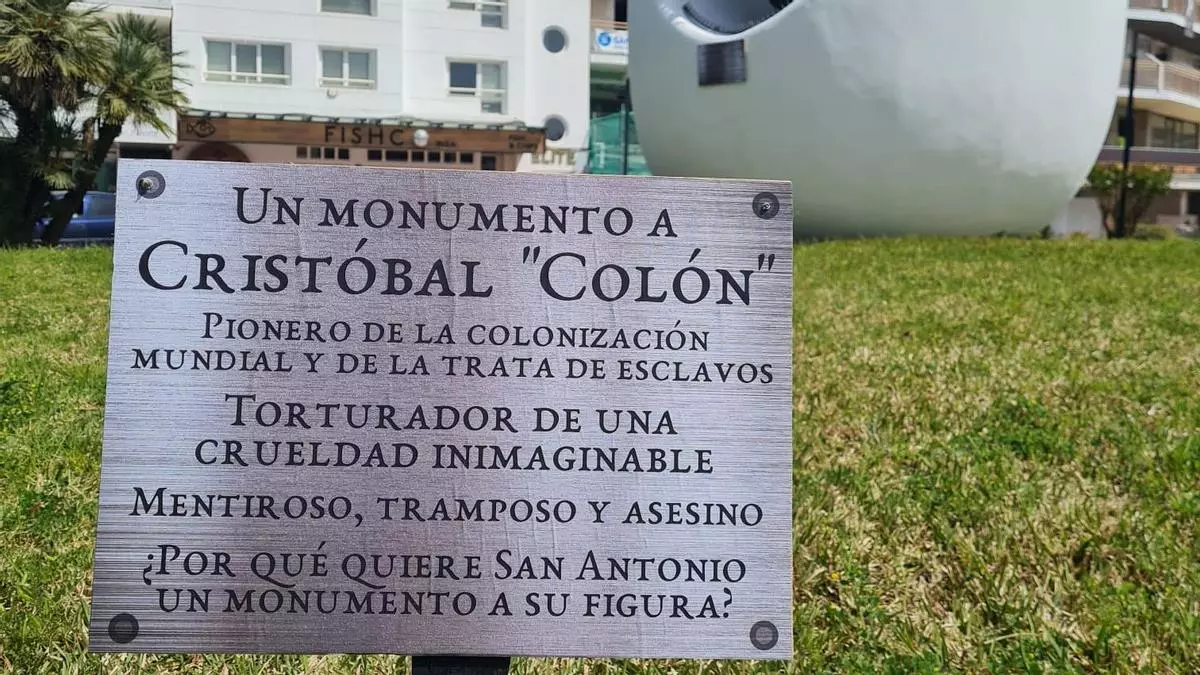 FISHC
Un monumento a
Cristóbal "Colón"
Pionero de la colonización
mundial y de la trata de esclavos
Torturador de una
crueldad inimaginable
Mentiroso, tramposo y asesino
¿Por qué quiere San Antonio
un monumento a su figura?